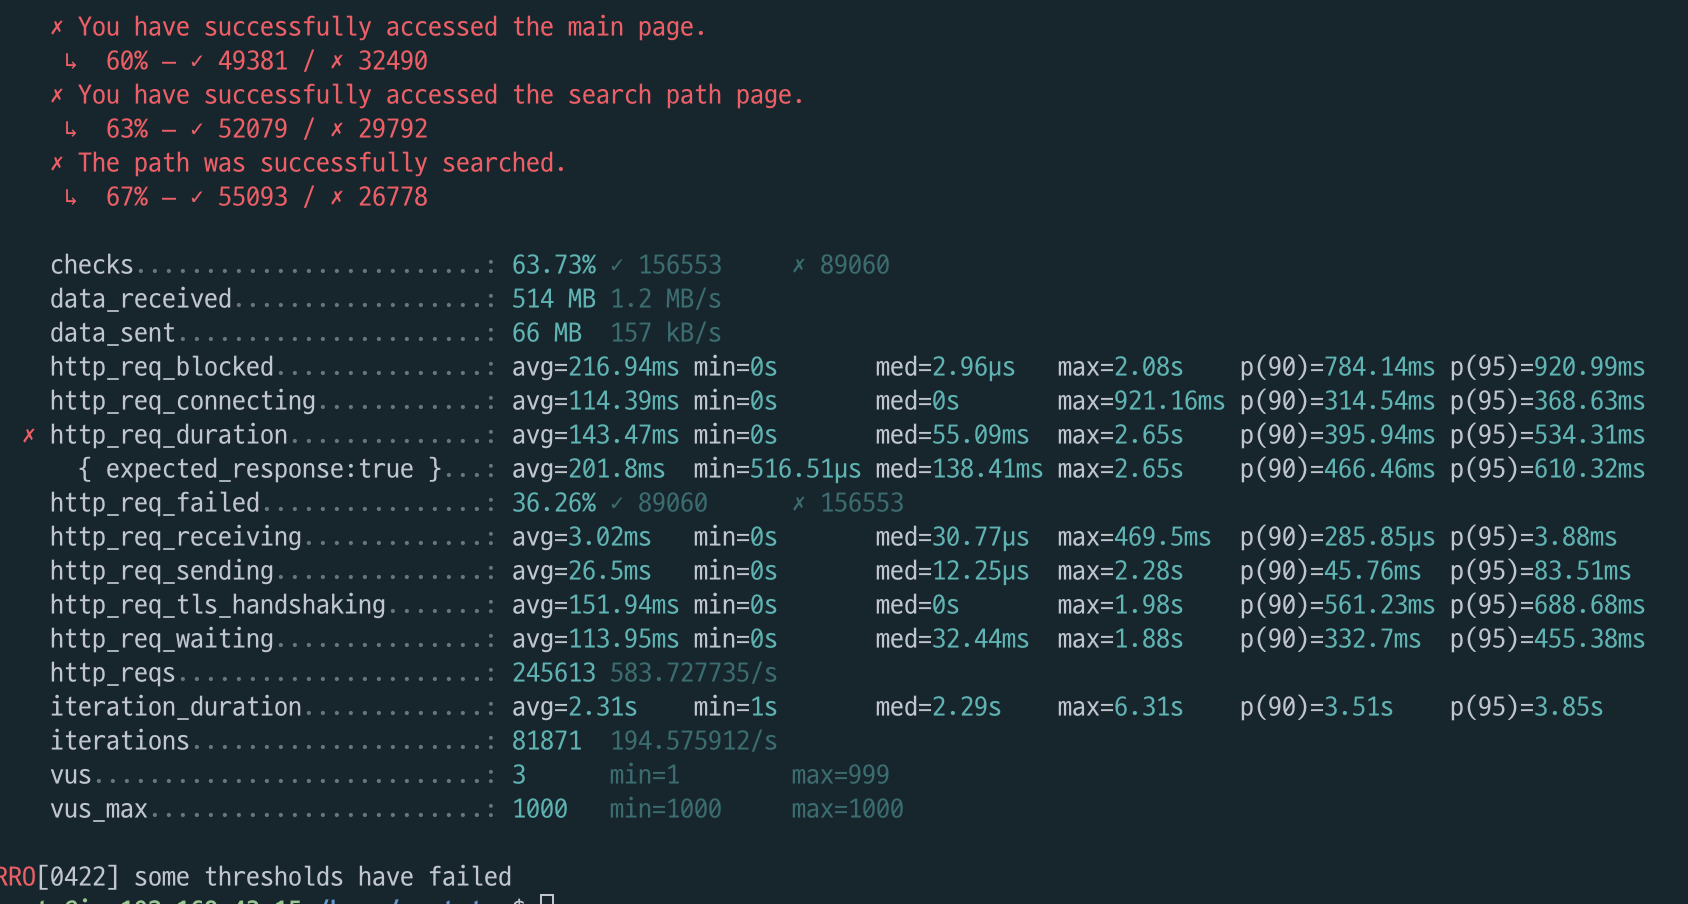 ✗ You have successfully accessed the main page.
↳ 60% — ✓ 49381 / ✗ 32490
✗ You have successfully accessed the search path page.
↳ 63% — ✓ 52079 / ✗ 29792
✗ The path was successfully searched.
↳ 67% — ✓ 55093 / ✗ 26778
checks.........................: 63.73% ✓ 156553 ✗ 89060
data_received..................: 514 MB 1.2 MB/s
data_sent......................: 66 MB 157 kB/s
http_req_blocked...............: avg=216.94ms min=0s med=2.96µs max=2.08s p(90)=784.14ms p(95)=920.99ms
http_req_connecting............: avg=114.39ms min=0s med=0s max=921.16ms p(90)=314.54ms p(95)=368.63ms
✗ http_req_duration..............: avg=143.47ms min=0s med=55.09ms max=2.65s p(90)=395.94ms p(95)=534.31ms
{ expected_response:true }...: avg=201.8ms min=516.51µs med=138.41ms max=2.65s p(90)=466.46ms p(95)=610.32ms
http_req_failed................: 36.26% ✓ 89060 ✗ 156553
http_req_receiving.............: avg=3.02ms min=0s med=30.77µs max=469.5ms p(90)=285.85µs p(95)=3.88ms
http_req_sending...............: avg=26.5ms min=0s med=12.25µs max=2.28s p(90)=45.76ms p(95)=83.51ms
http_req_tls_handshaking.......: avg=151.94ms min=0s med=0s max=1.98s p(90)=561.23ms p(95)=688.68ms
http_req_waiting...............: avg=113.95ms min=0s med=32.44ms max=1.88s p(90)=332.7ms p(95)=455.38ms
http_reqs......................: 245613 583.727735/s
iteration_duration.............: avg=2.31s min=1s med=2.29s max=6.31s p(90)=3.51s p(95)=3.85s
iterations.....................: 81871 194.575912/s
vus............................: 3 min=1 max=999
vus_max........................: 1000 min=1000 max=1000
RRO[0422] some thresholds have failed